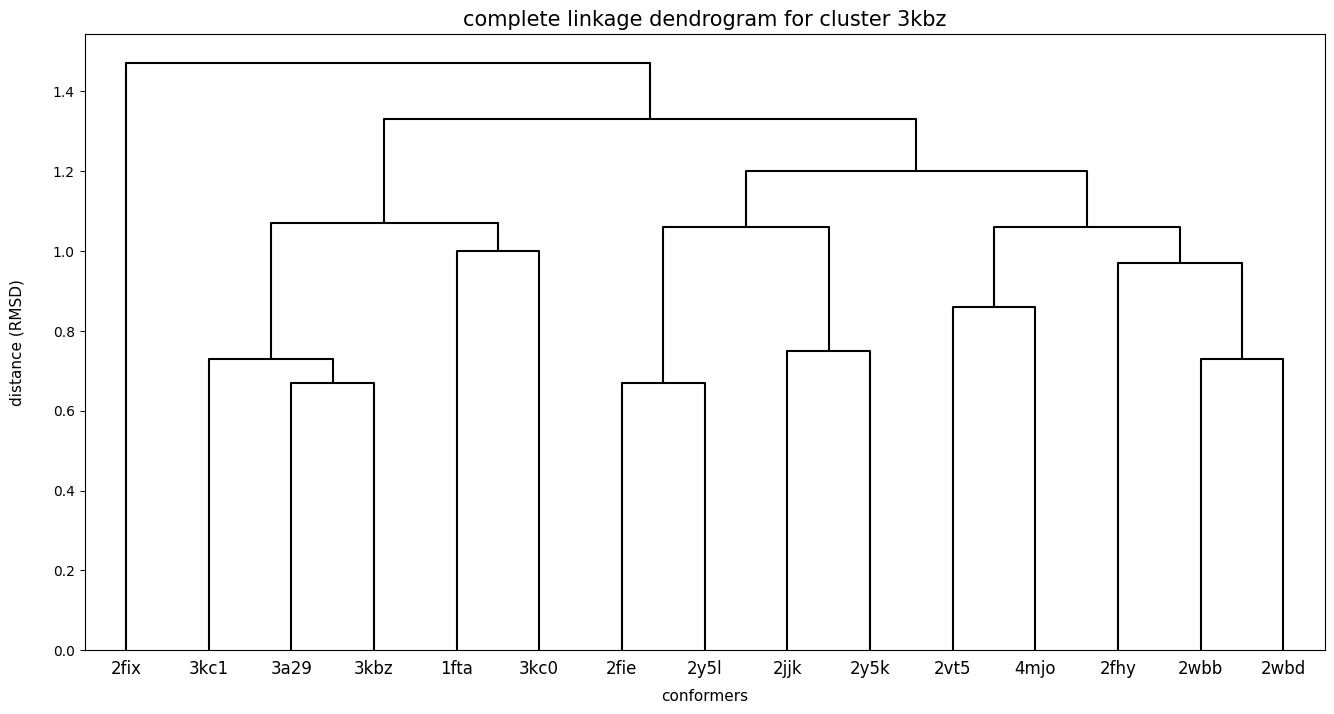 complete linkage dendrogram for cluster 3kbz
1.4
1.2
1.0
0.8
0.6
0.4
0.2
0.0
distance (RMSD)
2fix 3kc1 3a29 3kbz 1fta 3kc0 2fie 2y5l 2jjk 2y5k 2vt5 4mjo 2fhy 2wbb 2wbd
conformers